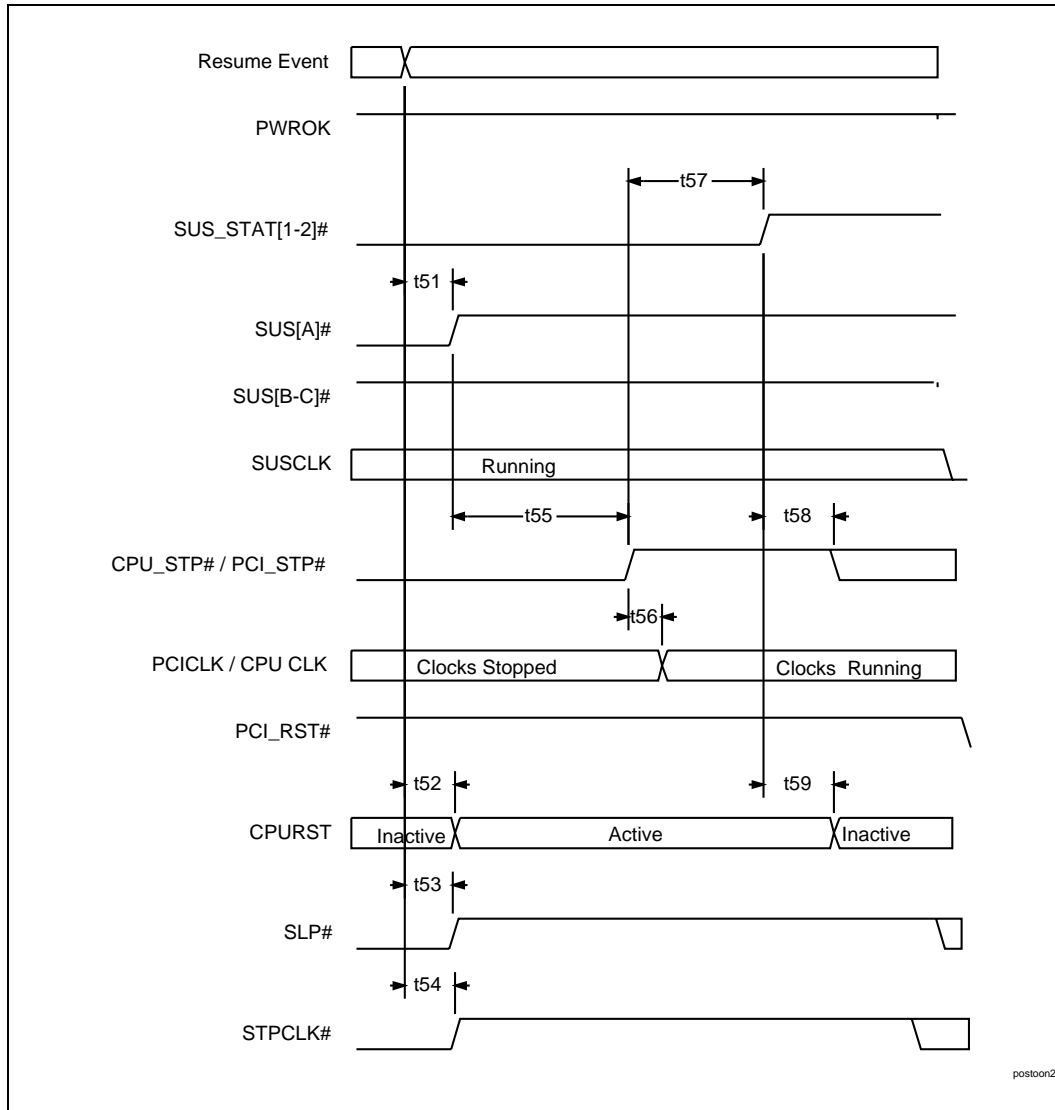 Resume Event
PWROK
t57
SUS_STAT[1-2]#
t51
SUS[A]#
SUS[B-C]#
SUSCLK
Running
t55
t58
CPU_STP# / PCI_STP#
t56
PCICLK / CPU CLK
Clocks Stopped
Clocks Running
PCI_RST#
t52
t59
CPURST
Inactive
Active
Inactive
t53
SLP#
t54
STPCLK#
postoon2